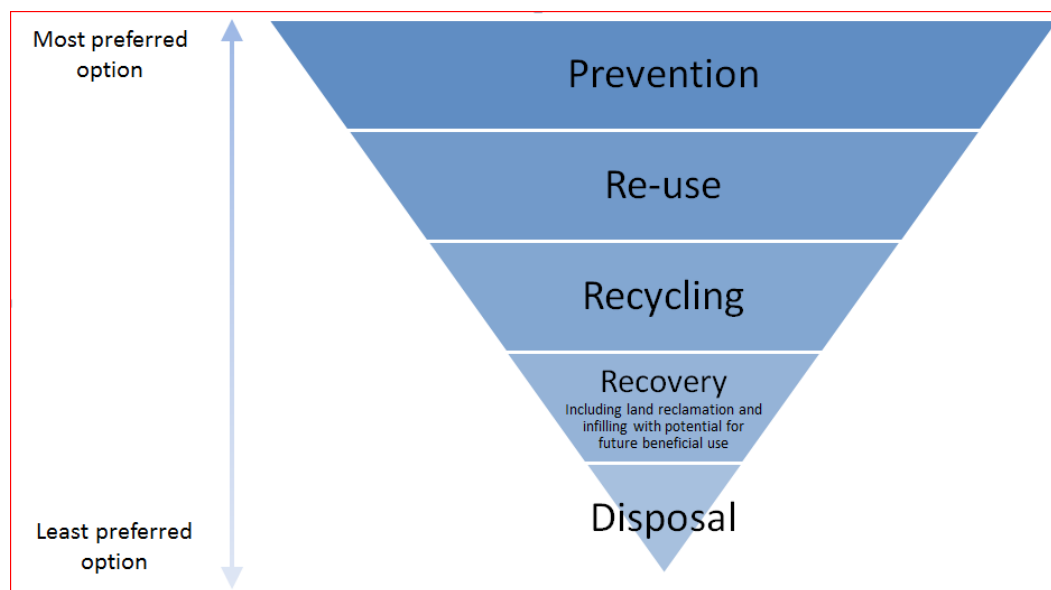 Most preferred
option
Prevention
Re-use
Recycling
Recovery
Including land reclamation and
infilling with potential for
future beneficial use
Disposal
Least preferred
option